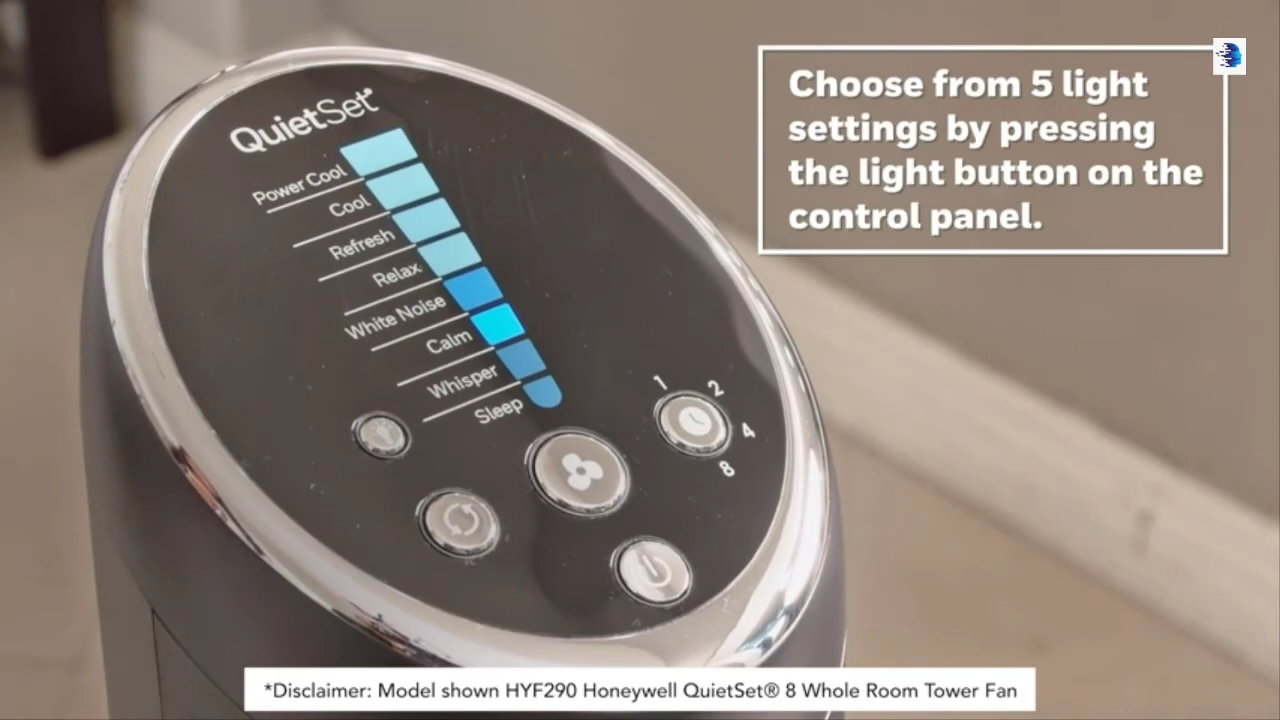 Choose from 5 light
settings by pressing
the light button on the
control panel.
QuietSet
Power Cool
Cool
Refresh
Relax
White Noise
Calm
Whisper
Sleep
1
2
4
8
*Disclaimer: Model shown HYF290 Honeywell QuietSet® 8 Whole Room Tower Fan